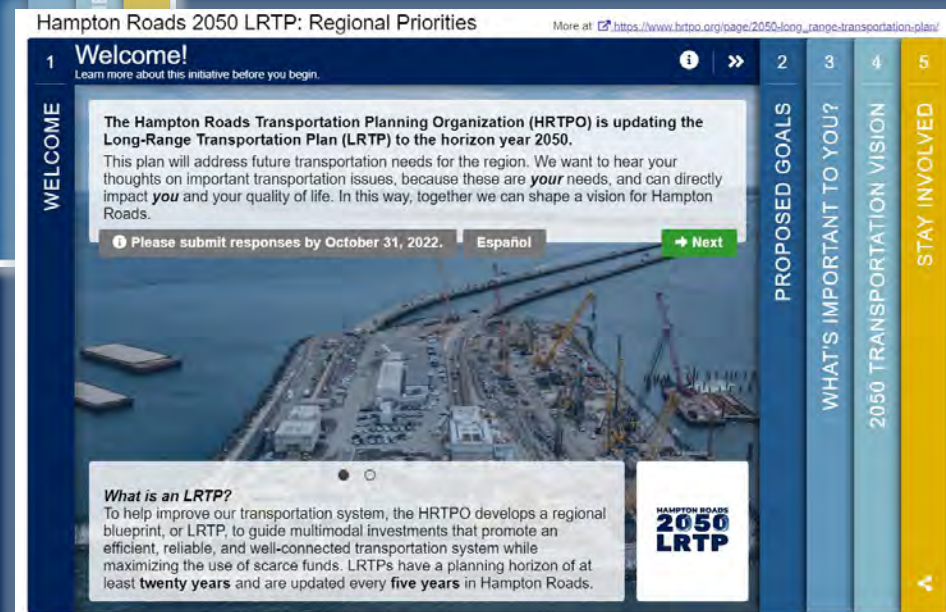 Hampton Roads 2050 LRTP: Regional Priorities
More at: https://www.hrtpo.org/page/2050-long_range-transportation-plan/
1
Welcome!
Learn more about this initiative before you begin.
WELCOME
The Hampton Roads Transportation Planning Organization (HRTPO) is updating the
Long-Range Transportation Plan (LRTP) to the horizon year 2050.
This plan will address future transportation needs for the region. We want to hear your
thoughts on important transportation issues, because these are your needs, and can directly
impact you and your quality of life. In this way, together we can shape a vision for Hampton
Roads.
Please submit responses by October 31, 2022.
Español
Next
What is an LRTP?
To help improve our transportation system, the HRTPO develops a regional
blueprint, or LRTP, to guide multimodal investments that promote an
efficient, reliable, and well-connected transportation system while
maximizing the use of scarce funds. LRTPs have a planning horizon of at
least twenty years and are updated every five years in Hampton Roads.
HAMPTON ROADS
2050
LRTP
2
PROPOSED GOALS
3
WHAT'S IMPORTANT TO YOU?
4
2050 TRANSPORTATION VISION
5
STAY INVOLVED